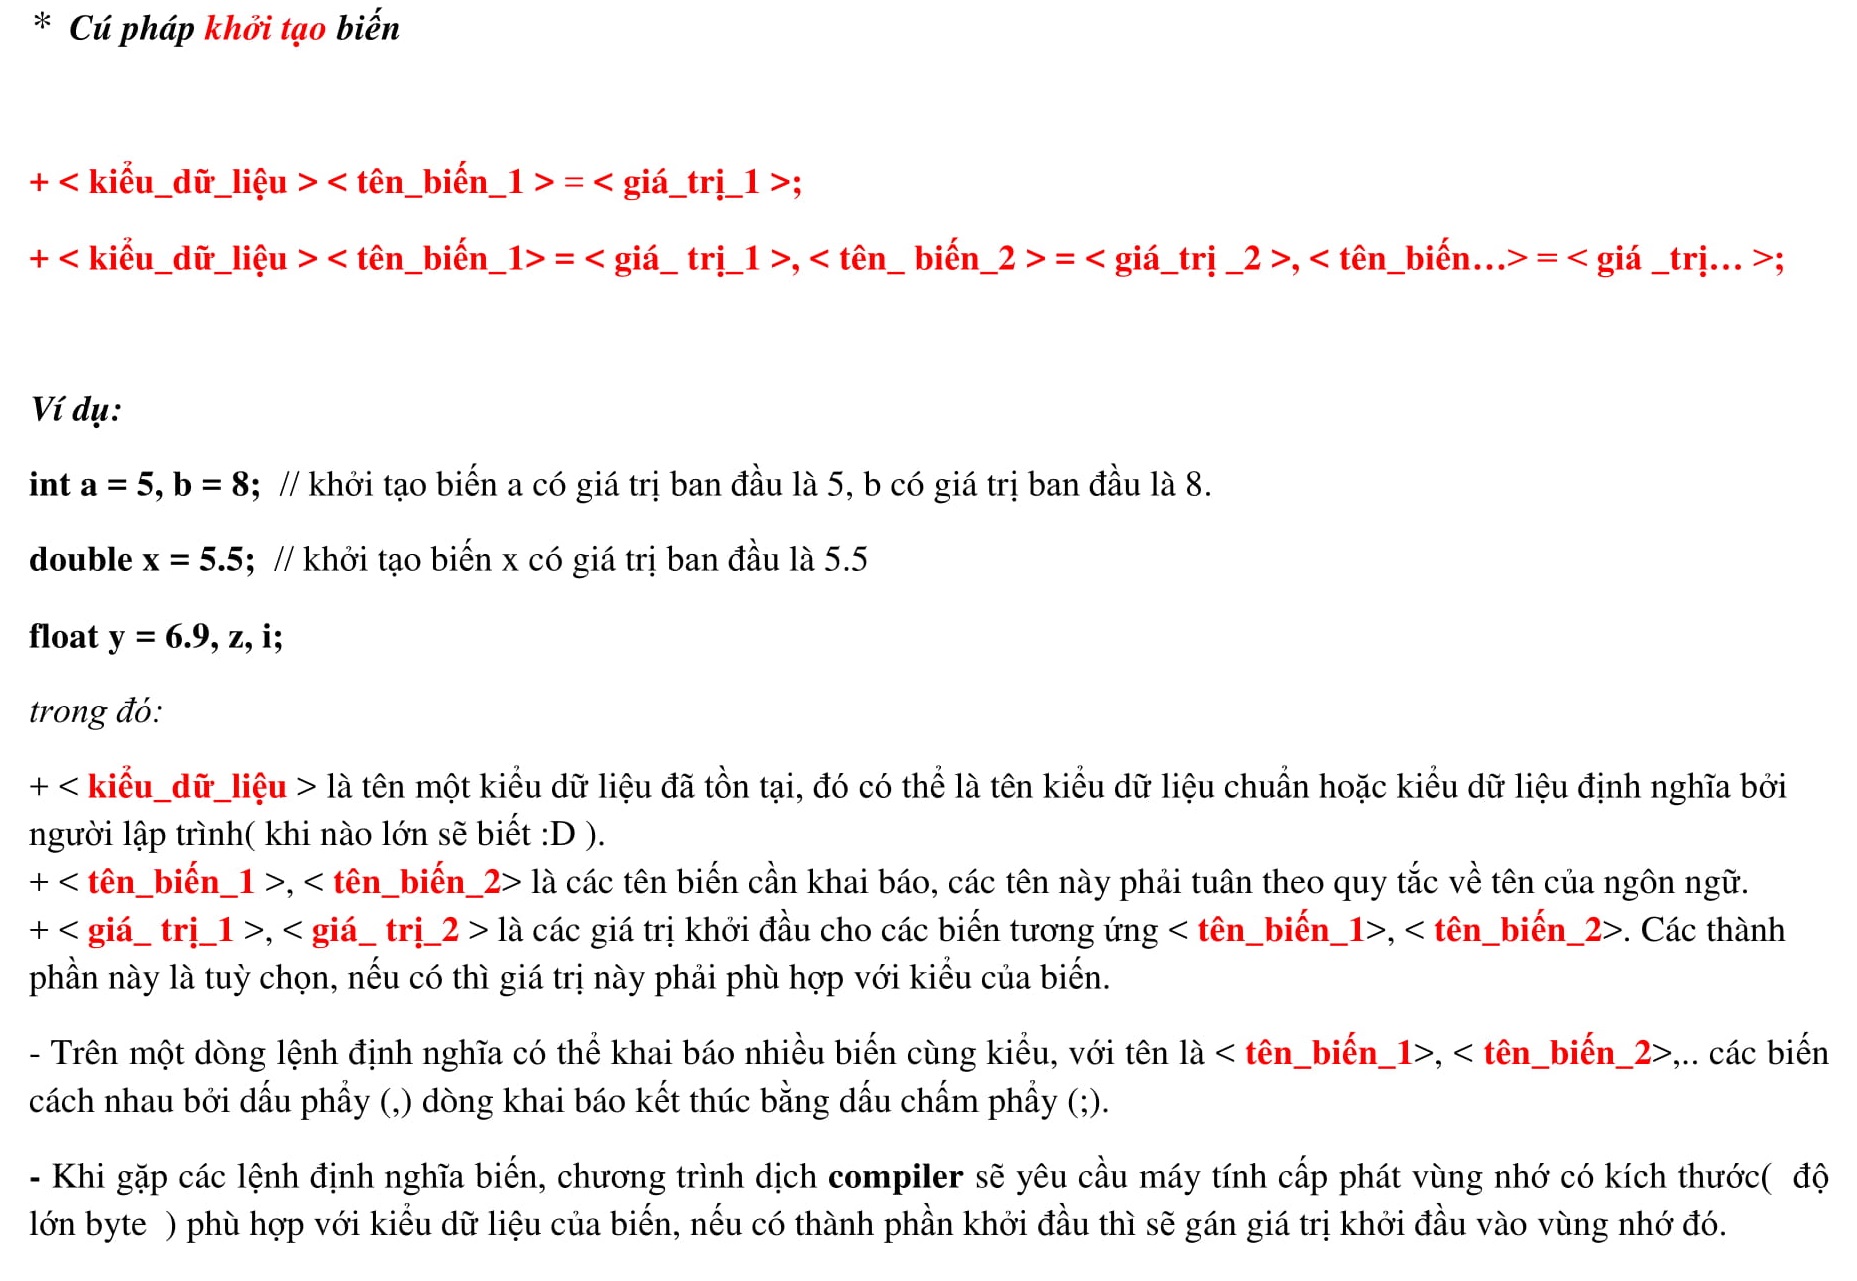 * Cú pháp khởi tạo biến
+ < kiểu_dữ_liệu > < tên_biến_1 > = < giá_trị_1 >;
+ < kiểu_dữ_liệu > < tên_biến_1> = < giá_ trị_1 >, < tên_ biến_2 > = < giá_trị _2 >, < tên_biến…> = < giá _trị… >;
Ví dụ:
int a = 5, b = 8; // khởi tạo biến a có giá trị ban đầu là 5, b có giá trị ban đầu là 8.
double x = 5.5; // khởi tạo biến x có giá trị ban đầu là 5.5
float y = 6.9, z, i;
trong đó:
+ < kiểu_dữ_liệu > là tên một kiểu dữ liệu đã tồn tại, đó có thể là tên kiểu dữ liệu chuẩn hoặc kiểu dữ liệu định nghĩa bởi
người lập trình( khi nào lớn sẽ biết :D ).
+ < tên_biến_1 >, < tên_biến_2> là các tên biến cần khai báo, các tên này phải tuân theo quy tắc về tên của ngôn ngữ.
+ < giá_ trị_1 >, < giá_ trị_2 > là các giá trị khởi đầu cho các biến tương ứng < tên_biến_1>, < tên_biến_2>. Các thành
phần này là tuỳ chọn, nếu có thì giá trị này phải phù hợp với kiểu của biến.
- Trên một dòng lệnh định nghĩa có thể khai báo nhiều biến cùng kiểu, với tên là < tên_biến_1>, < tên_biến_2>,.. các biến
cách nhau bởi dấu phẩy (,) dòng khai báo kết thúc bằng dấu chấm phẩy (;).
- Khi gặp các lệnh định nghĩa biến, chương trình dịch compiler sẽ yêu cầu máy tính cấp phát vùng nhớ có kích thước( độ
lớn byte ) phù hợp với kiểu dữ liệu của biến, nếu có thành phần khởi đầu thì sẽ gán giá trị khởi đầu vào vùng nhớ đó.